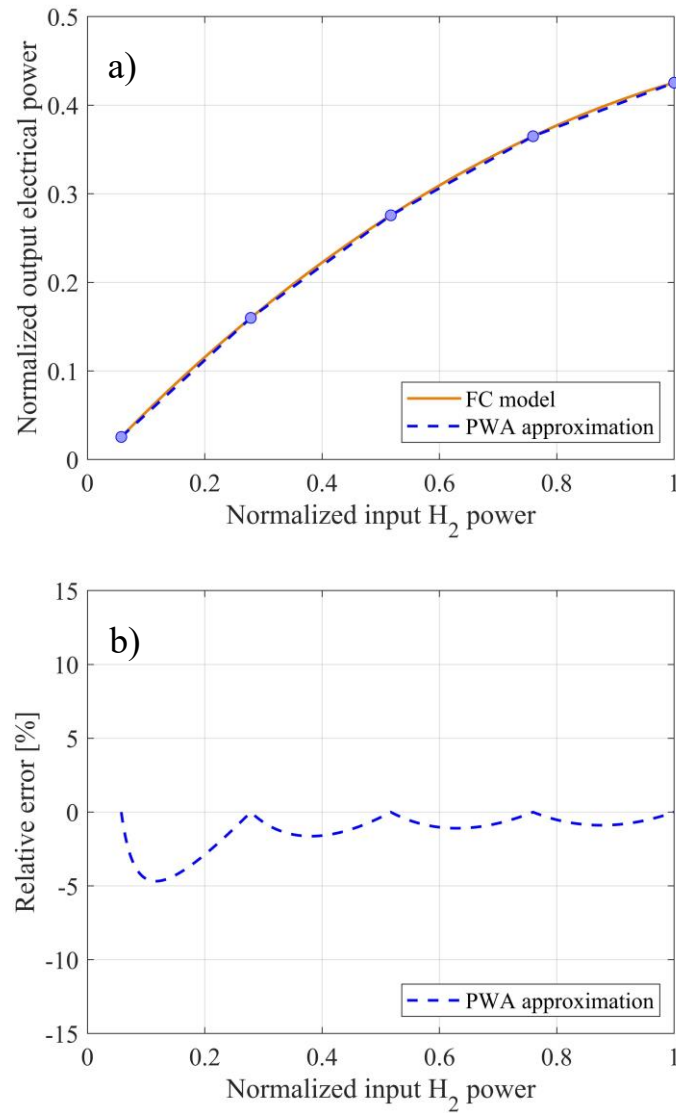 a)
Normalized output electrical power
0.5
0.4
0.3
0.2
0.1
0
FC model
PWA approximation
0 0.2 0.4 0.6 0.8 1
Normalized input H₂ power
b)
Relative error [%]
15
10
5
0
-5
-10
-15
PWA approximation
0 0.2 0.4 0.6 0.8 1
Normalized input H₂ power